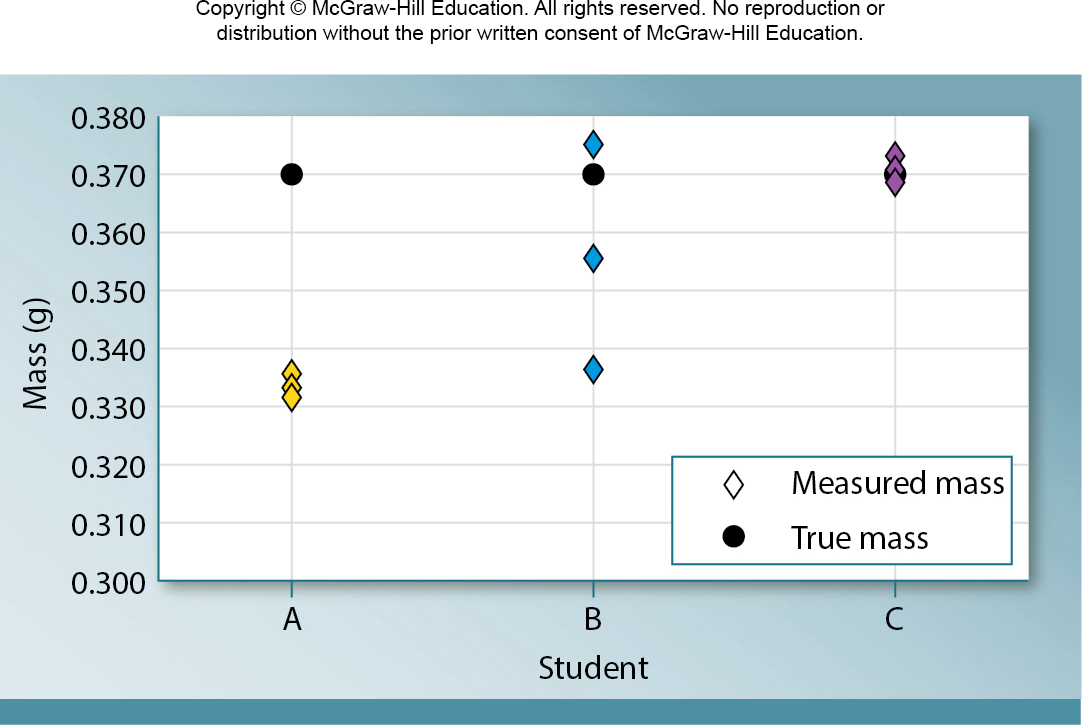 Copyright © McGraw-Hill Education. All rights reserved. No reproduction or
distribution without the prior written consent of McGraw-Hill Education.
0.380
0.370
0.360
0.350
0.340
0.330
0.320
0.310
0.300
Mass (g)
Measured mass
True mass
A B C
Student